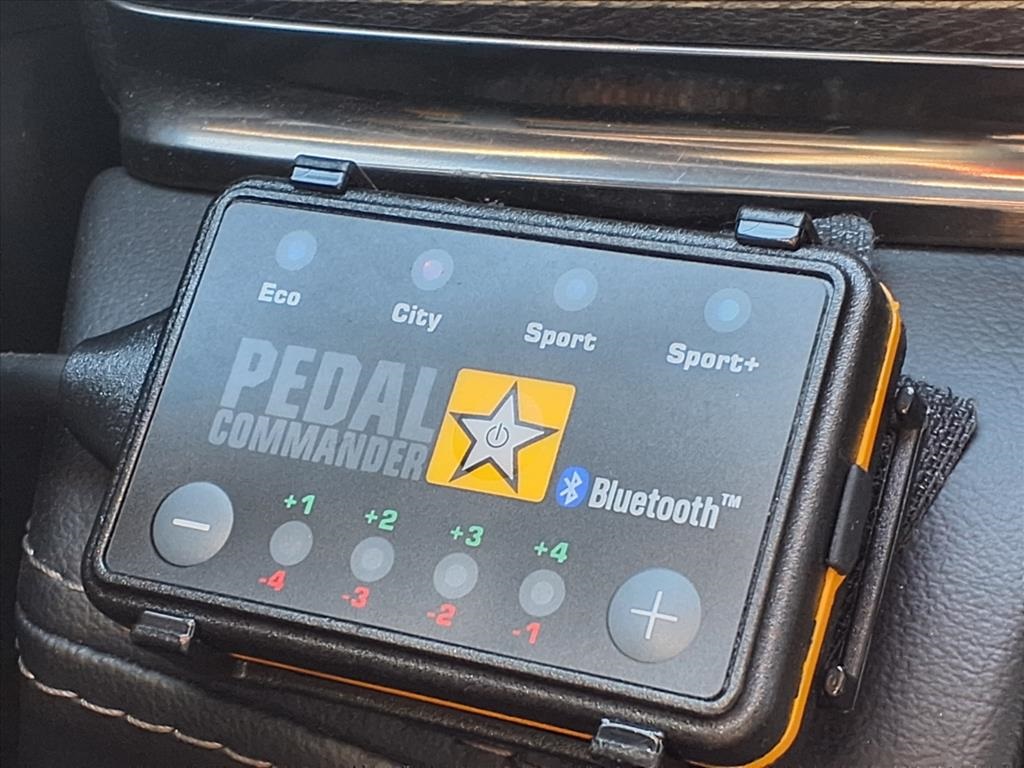 Eco City Sport Sport+
PEDAL
COMMANDER
Bluetooth™
− +1 +2 +3 +4 +
-4 -3 -2 -1